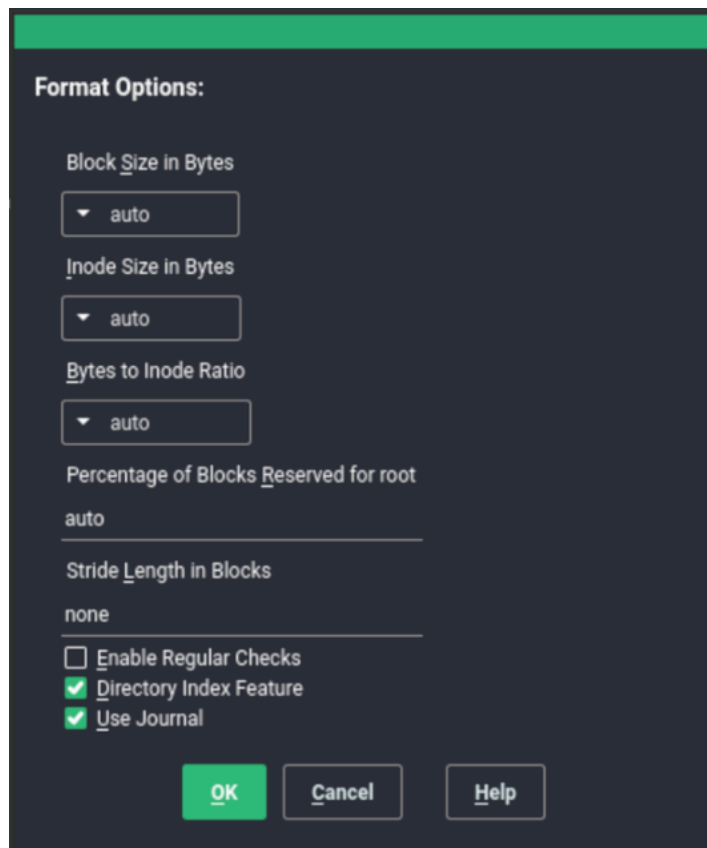 Format Options:
Block Size in Bytes
auto
Inode Size in Bytes
auto
Bytes to Inode Ratio
auto
Percentage of Blocks Reserved for root
auto
Stride Length in Blocks
none
Enable Regular Checks
Directory Index Feature
Use Journal
OK Cancel Help